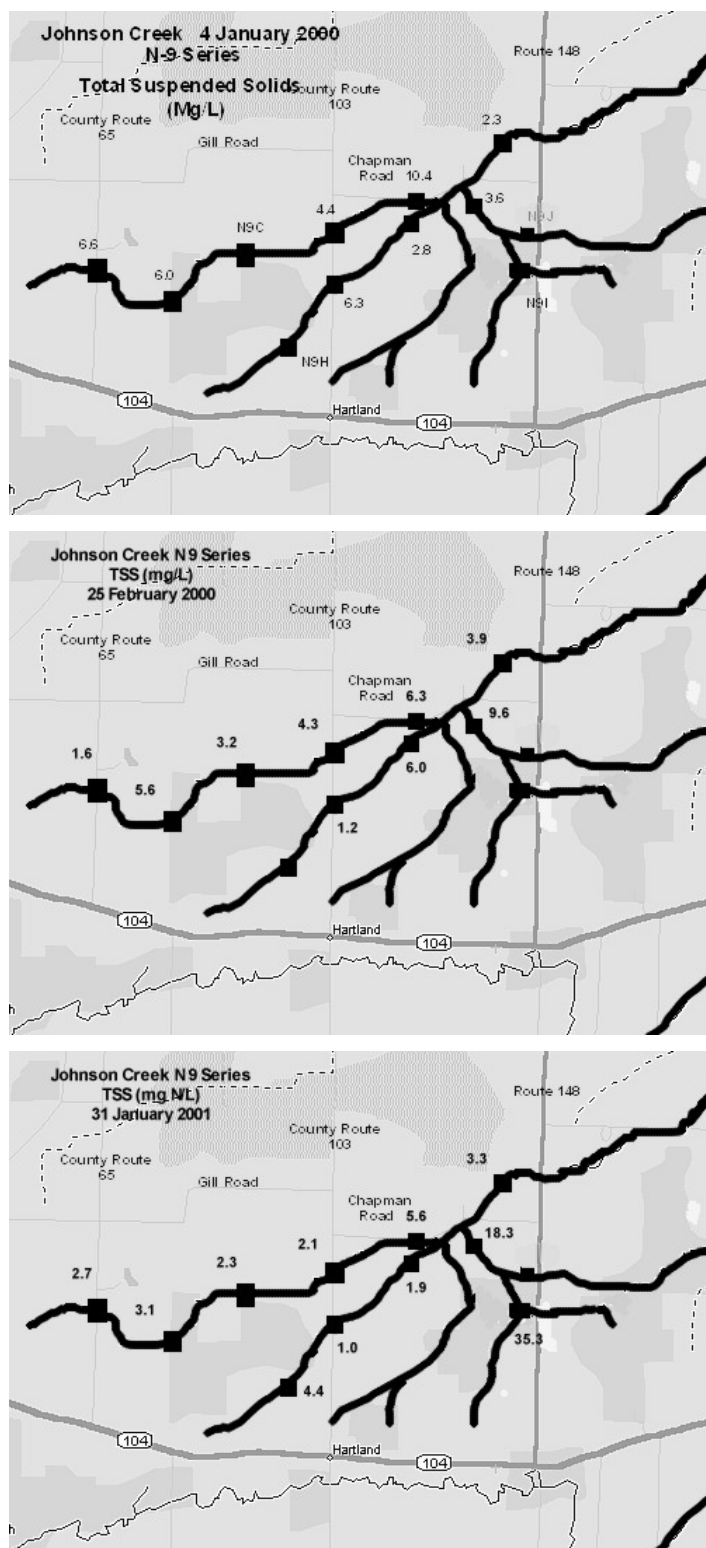 Johnson Creek 4 January 2000
N-9 Series
Total Suspended Solids
(Mg/L)
Route 148
County Route
103
County Route
65
Gill Road
2.3
Chapman
Road 10.4
3.6
N9J
4.4
N9C
2.8
6.6
6.0
6.3
N9I
N9H
104
Hartland
104
h
Johnson Creek N9 Series
TSS (mg/L)
25 February 2000
Route 148
County Route
103
County Route
65
3.9
Gill Road
Chapman
Road 6.3
9.6
4.3
3.2
6.0
1.6
5.6
1.2
104
Hartland
104
h
Johnson Creek N9 Series
TSS (mg N/L)
31 January 2001
Route 148
County Route
103
County Route
65
3.3
Gill Road
Chapman
Road 5.6
18.3
2.1
2.3
1.9
2.7
3.1
1.0
35.3
4.4
104
Hartland
104
h